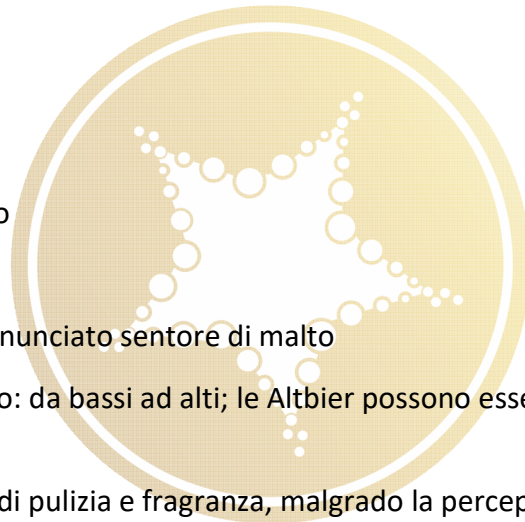 o
nunciato sentore di malto
o: da bassi ad alti; le Altbier possono esse
di pulizia e fragranza, malgrado la percep